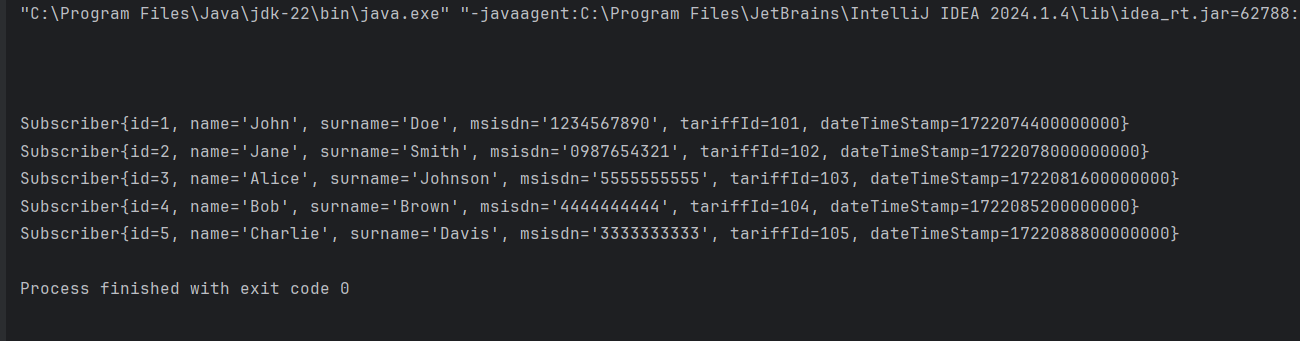 "C:\Program Files\Java\jdk-22\bin\java.exe" "-javaagent:C:\Program Files\JetBrains\IntelliJ IDEA 2024.1.4\lib\idea_rt.jar=62788:
Subscriber{id=1, name='John', surname='Doe', msisdn='1234567890', tariffId=101, dateTimeStamp=1722074400000000}
Subscriber{id=2, name='Jane', surname='Smith', msisdn='0987654321', tariffId=102, dateTimeStamp=1722078000000000}
Subscriber{id=3, name='Alice', surname='Johnson', msisdn='5555555555', tariffId=103, dateTimeStamp=1722081600000000}
Subscriber{id=4, name='Bob', surname='Brown', msisdn='4444444444', tariffId=104, dateTimeStamp=1722085200000000}
Subscriber{id=5, name='Charlie', surname='Davis', msisdn='3333333333', tariffId=105, dateTimeStamp=1722088800000000}
Process finished with exit code 0